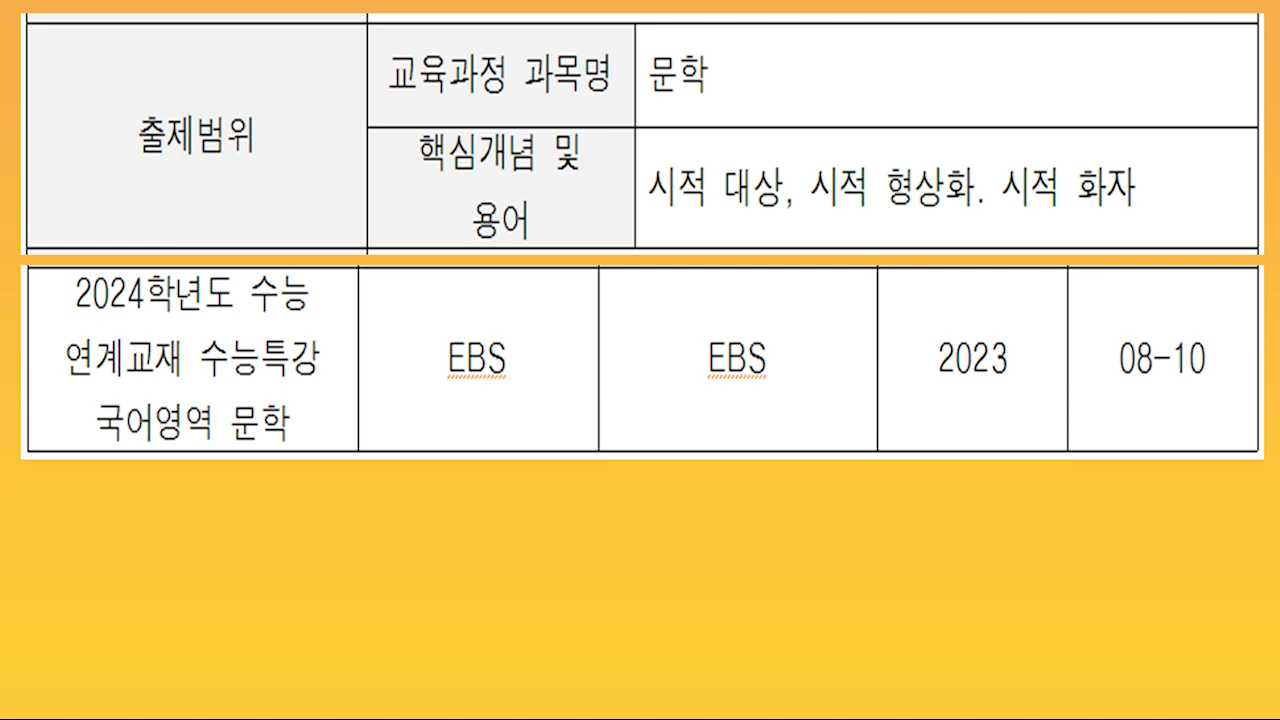 출제범위
교육과정 과목명
문학
핵심개념 및
용어
시적 대상, 시적 형상화. 시적 화자
2024학년도 수능
연계교재 수능특강
국어영역 문학
EBS
EBS
2023
08-10